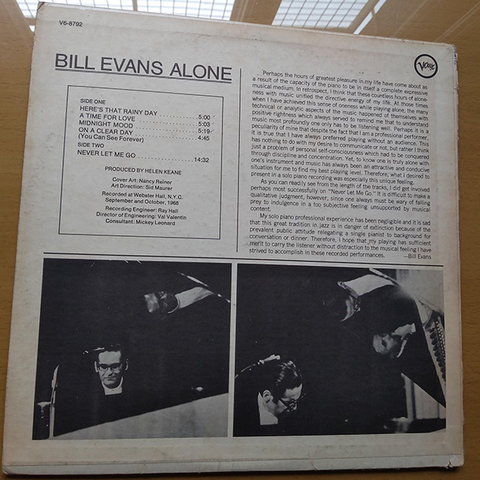 V6-8792
Verve
BILL EVANS ALONE
SIDE ONE
HERE'S THAT RAINY DAY 5:00
A TIME FOR LOVE 5:03
MIDNIGHT MOOD 5:19
ON A CLEAR DAY 4:45
(You Can See Forever)
SIDE TWO
NEVER LET ME GO 14:32
PRODUCED BY HELEN KEANE
Cover Art: Nancy Reiner
Art Direction: Sid Maurer
Recorded at Webster Hall, N.Y.C.
September and October, 1968
Recording Engineer: Ray Hall
Director of Engineering: Val Valentin
Consultant: Mickey Leonard
Perhaps the hours of greatest pleasure in my life have come about as
a result of the capacity of the piano to be in itself a complete expressive
musical medium. In retrospect, I think that these countless hours of alone-
ness with music unified the directive energy of my life. At those times
when I have achieved this sense of oneness while playing alone, the many
technical or analytic aspects of the music happened of themselves with
positive rightness which always served to remind me that to understand
music most profoundly one only has to be listening well. Perhaps it is a
peculiarity of mine that despite the fact that I am a professional performer,
it is true that I have always preferred playing without an audience. This
has nothing to do with my desire to communicate or not, but rather I think
just a problem of personal self-consciousness which had to be conquered
through discipline and concentration. Yet, to know one is truly alone with
one's instrument and music has always been an attractive and conducive
situation for me to find my best playing level. Therefore, what I desired to
present in a solo piano recording was especially this unique feeling.
As you can readily see from the length of the tracks, I did get involved
perhaps most successfully on "Never Let Me Go." It is difficult to make a
qualitative judgment, however, since one always must be wary of falling
prey to indulgence in a too subjective feeling unsupported by musical
content.
My solo piano professional experience has been negligible and it is sad
that this great tradition in jazz is in danger of extinction because of the
prevalent public attitude relegating a single pianist to background for
conversation or dinner. Therefore, I hope that my playing has sufficient
merit to carry the listener without distraction to the musical feeling I have
strived to accomplish in these recorded performances.
—Bill Evans